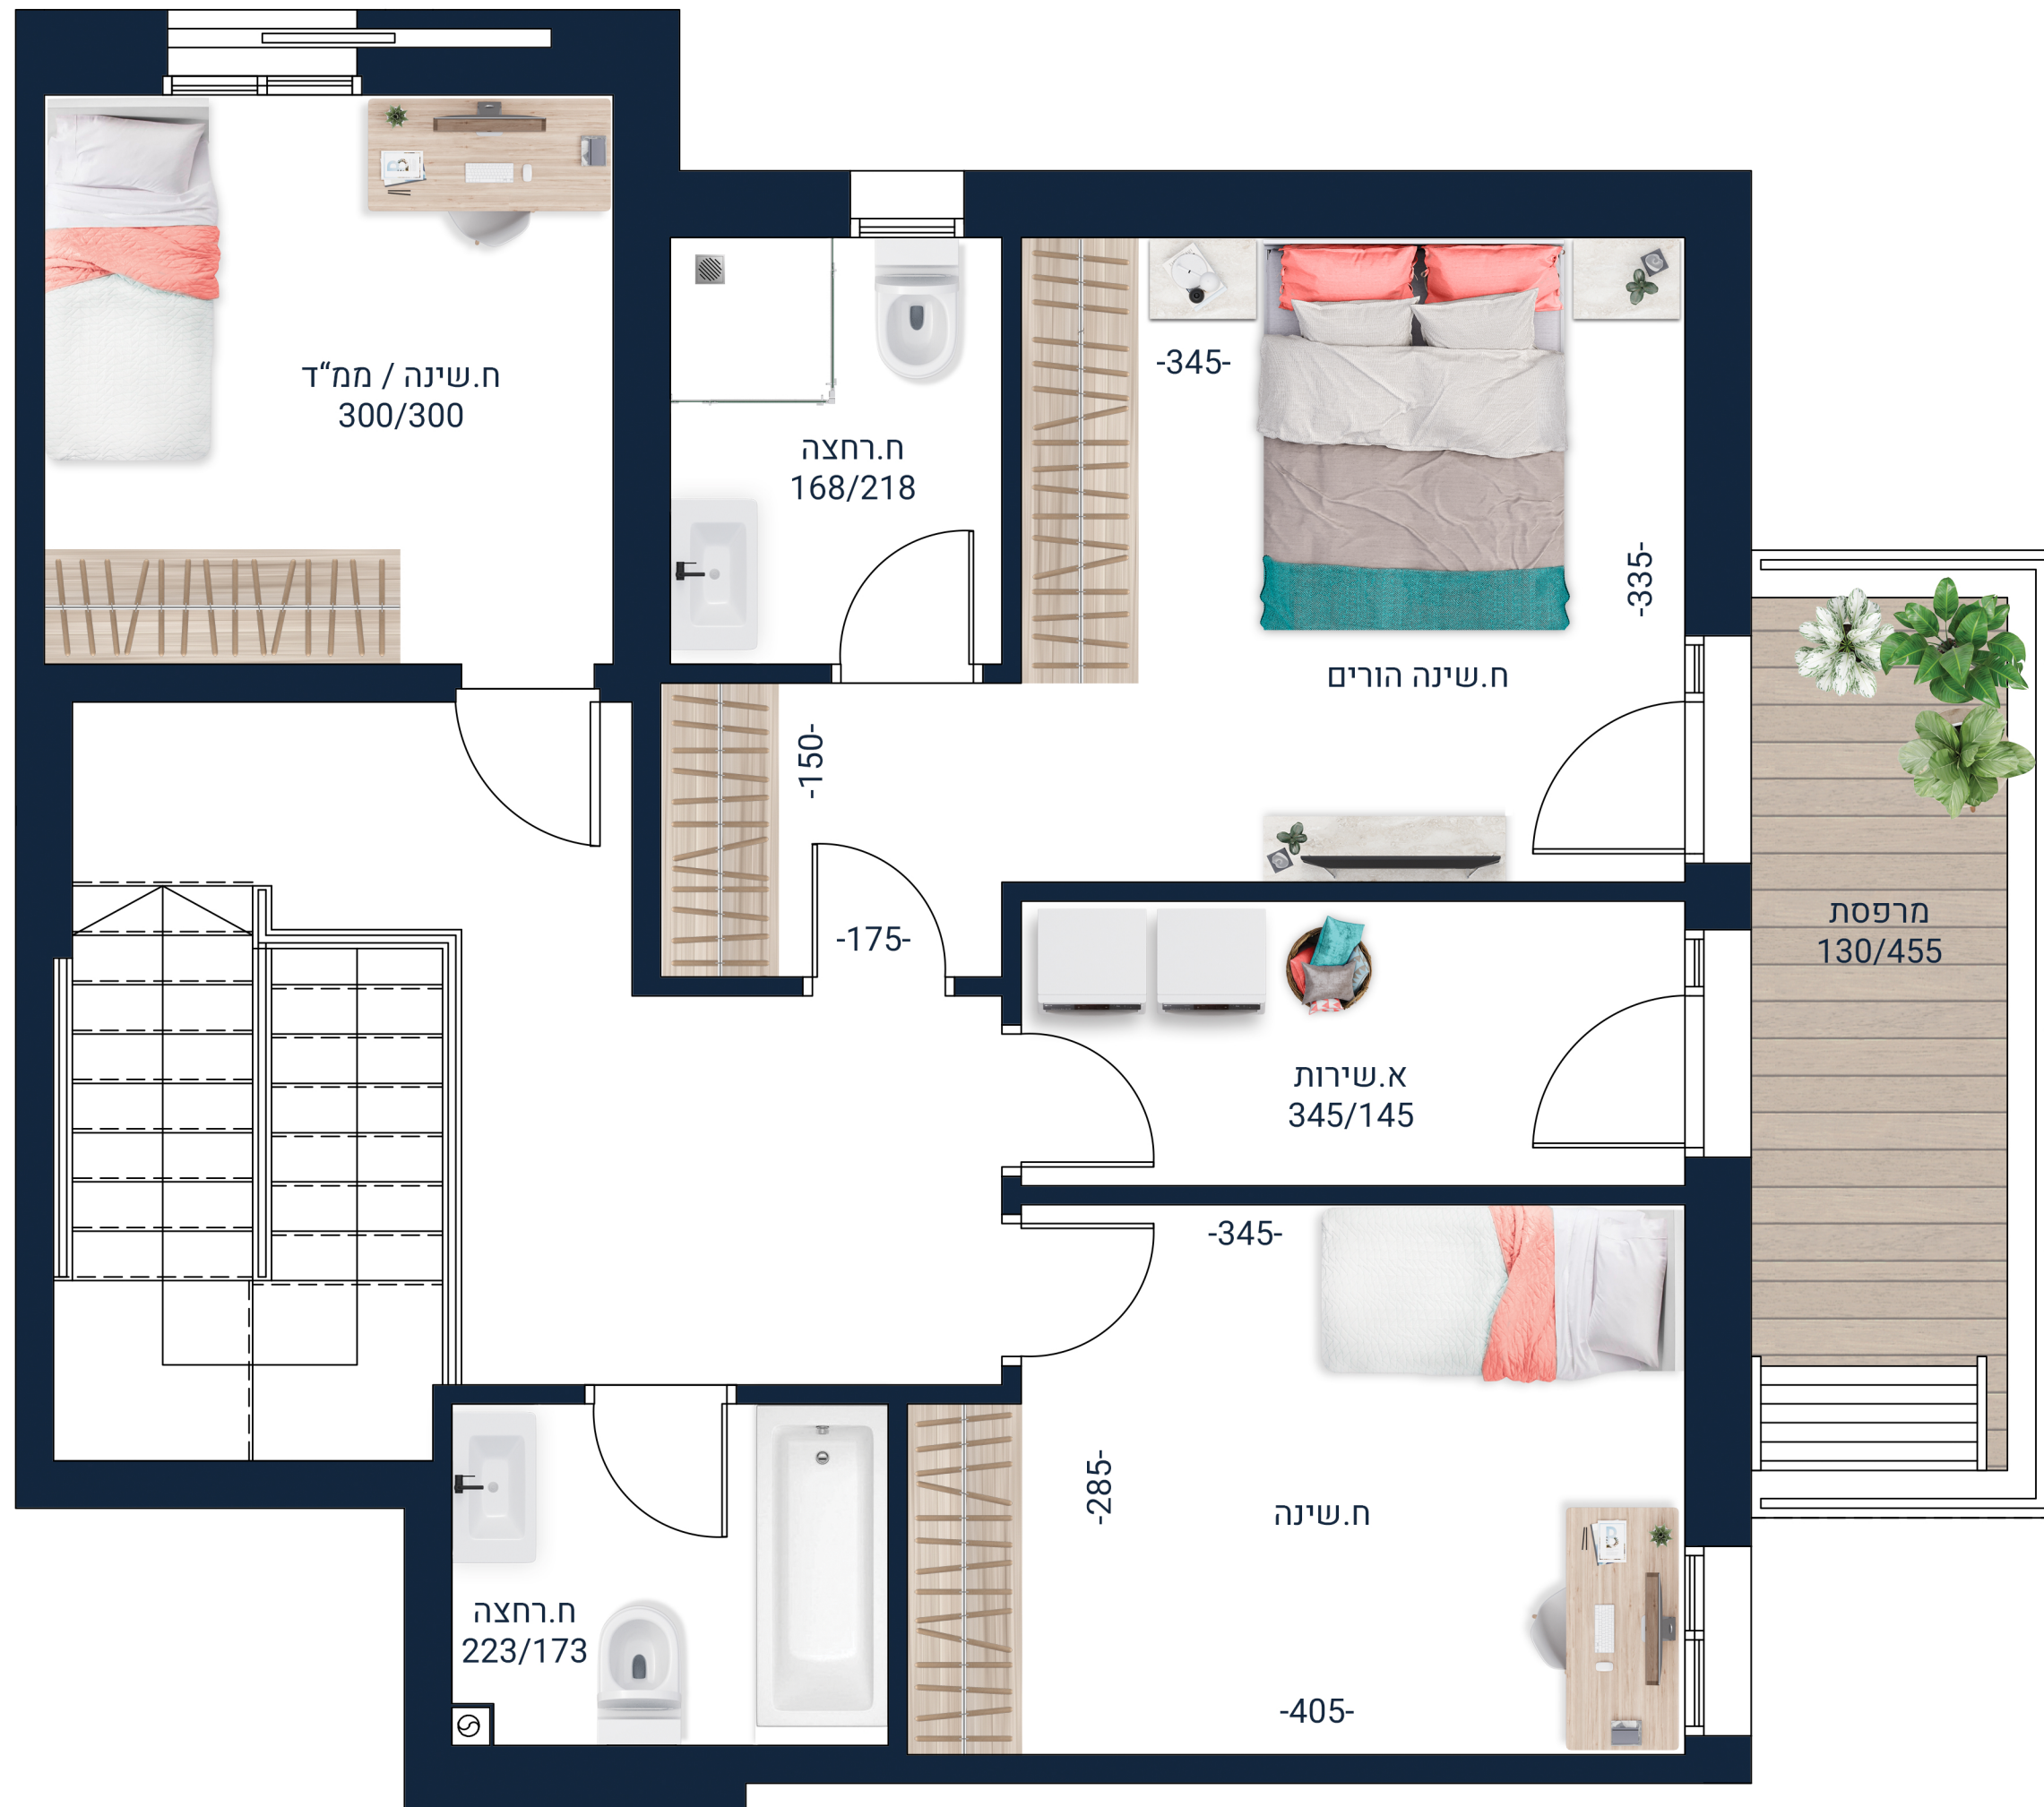 ח.שינה / ממ“ד
300/300
ח.רחצה
168/218
-345-
-335-
ח.שינה הורים
-150-
-175-
מרפסת
130/455
א.שירות
345/145
-345-
-285-
ח.שינה
-405-
ח.רחצה
223/173